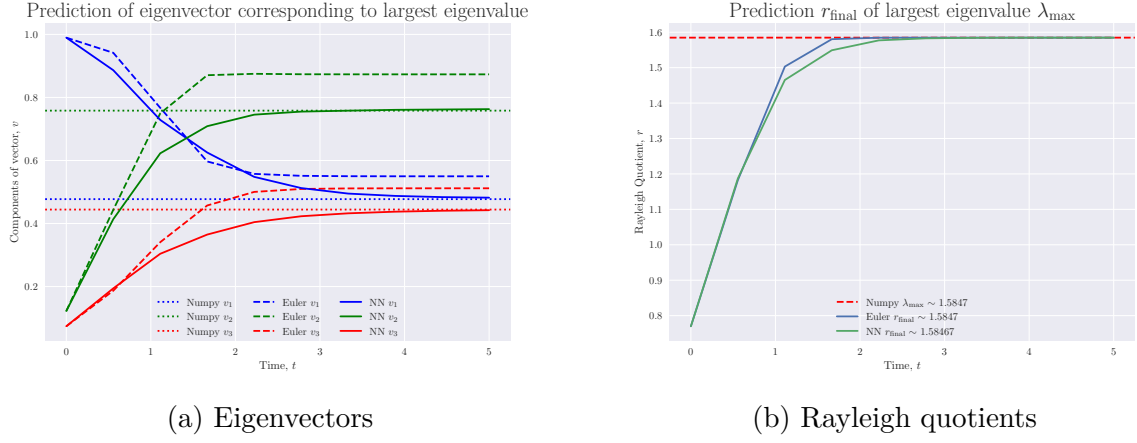 Prediction of eigenvector corresponding to largest eigenvalue
Components of vector, v
1.0
0.8
0.6
0.4
0.2
Numpy v₁
Numpy v₂
Numpy v₃
Euler v₁
Euler v₂
Euler v₃
NN v₁
NN v₂
NN v₃
0 1 2 3 4 5
Time, t
(a) Eigenvectors
Prediction r_final of largest eigenvalue λ_max
Rayleigh Quotient, r
1.6
1.5
1.4
1.3
1.2
1.1
1.0
0.9
0.8
Numpy λ_max ∼ 1.5847
Euler r_final ∼ 1.5847
NN r_final ∼ 1.58467
0 1 2 3 4 5
Time, t
(b) Rayleigh quotients